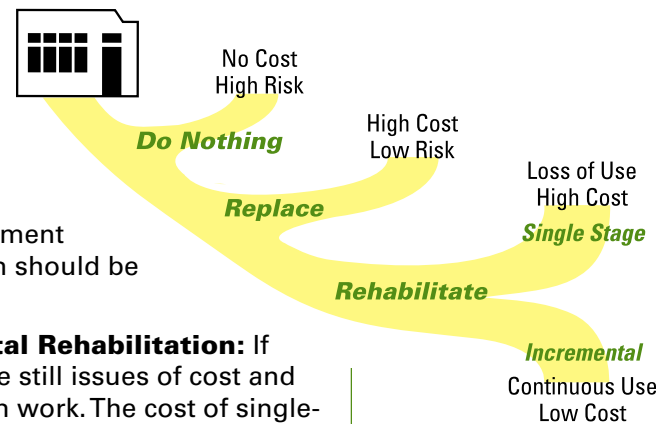 No Cost
High Risk
Do Nothing
High Cost
Low Risk
Replace
Loss of Use
High Cost
Single Stage
Rehabilitate
Incremental
Continuous Use
Low Cost
should be
Rehabilitation: If
still issues of cost and
work. The cost of single-